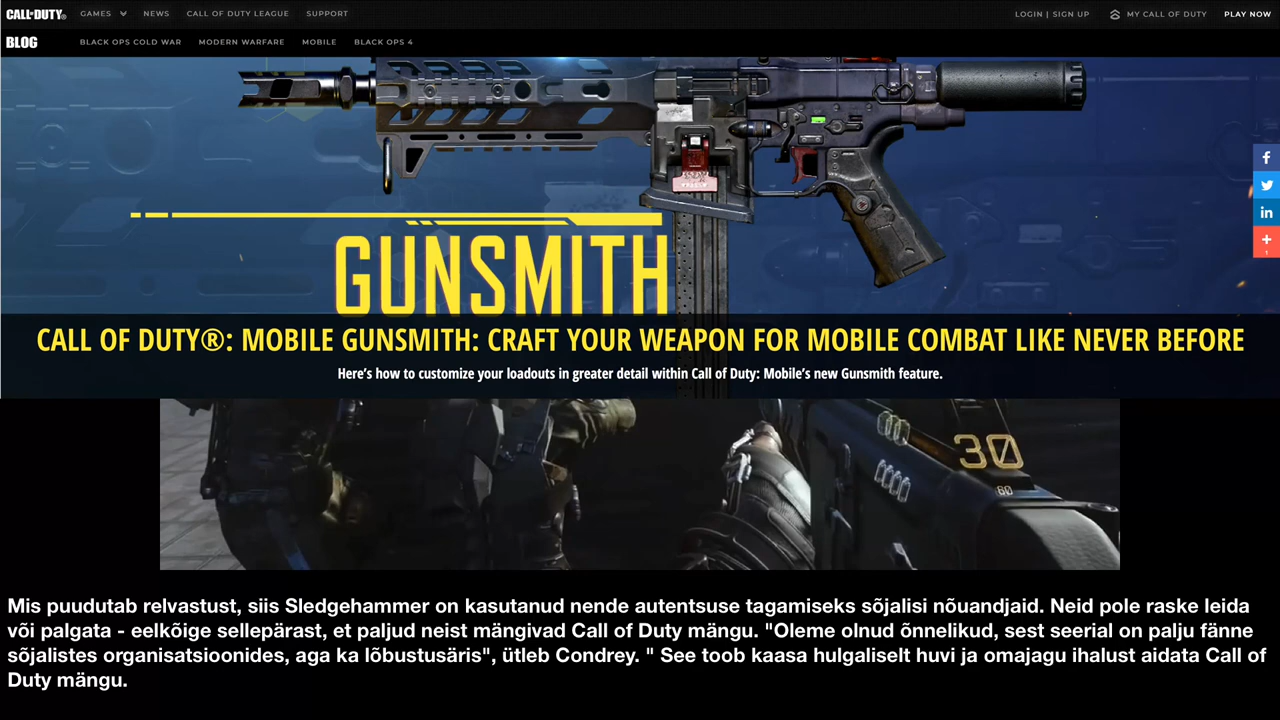 CALL OF DUTY®
GAMES NEWS CALL OF DUTY LEAGUE SUPPORT LOGIN | SIGN UP MY CALL OF DUTY PLAY NOW
BLOG BLACK OPS COLD WAR MODERN WARFARE MOBILE BLACK OPS 4
f
in
+
1
GUNSMITH
CALL OF DUTY®: MOBILE GUNSMITH: CRAFT YOUR WEAPON FOR MOBILE COMBAT LIKE NEVER BEFORE
Here's how to customize your loadouts in greater detail within Call of Duty: Mobile's new Gunsmith feature.
30
60
Mis puudutab relvastust, siis Sledgehammer on kasutanud nende autentsuse tagamiseks sõjalisi nõuandjaid. Neid pole raske leida
või palgata - eelkõige sellepärast, et paljud neist mängivad Call of Duty mängu. "Oleme olnud õnnelikud, sest seerial on palju fänne
sõjalistes organisatsioonides, aga ka lõbustusäris", ütleb Condrey. " See toob kaasa hulgaliselt huvi ja omajagu ihalust aidata Call of
Duty mängu.